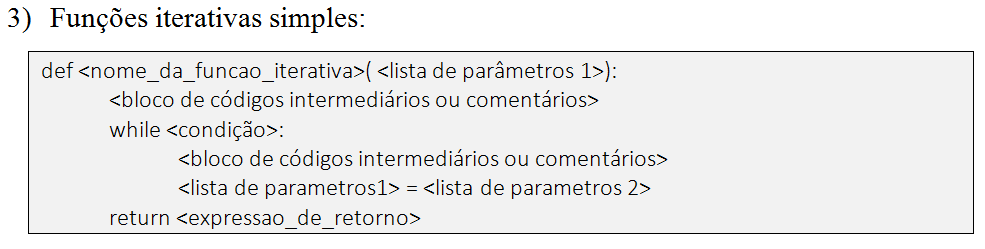 3) Funções iterativas simples:
def <nome_da_funcao_iterativa>( <lista de parâmetros 1>):
<bloco de códigos intermediários ou comentários>
while <condição>:
<bloco de códigos intermediários ou comentários>
<lista de parametros1> = <lista de parametros 2>
return <expressao_de_retorno>